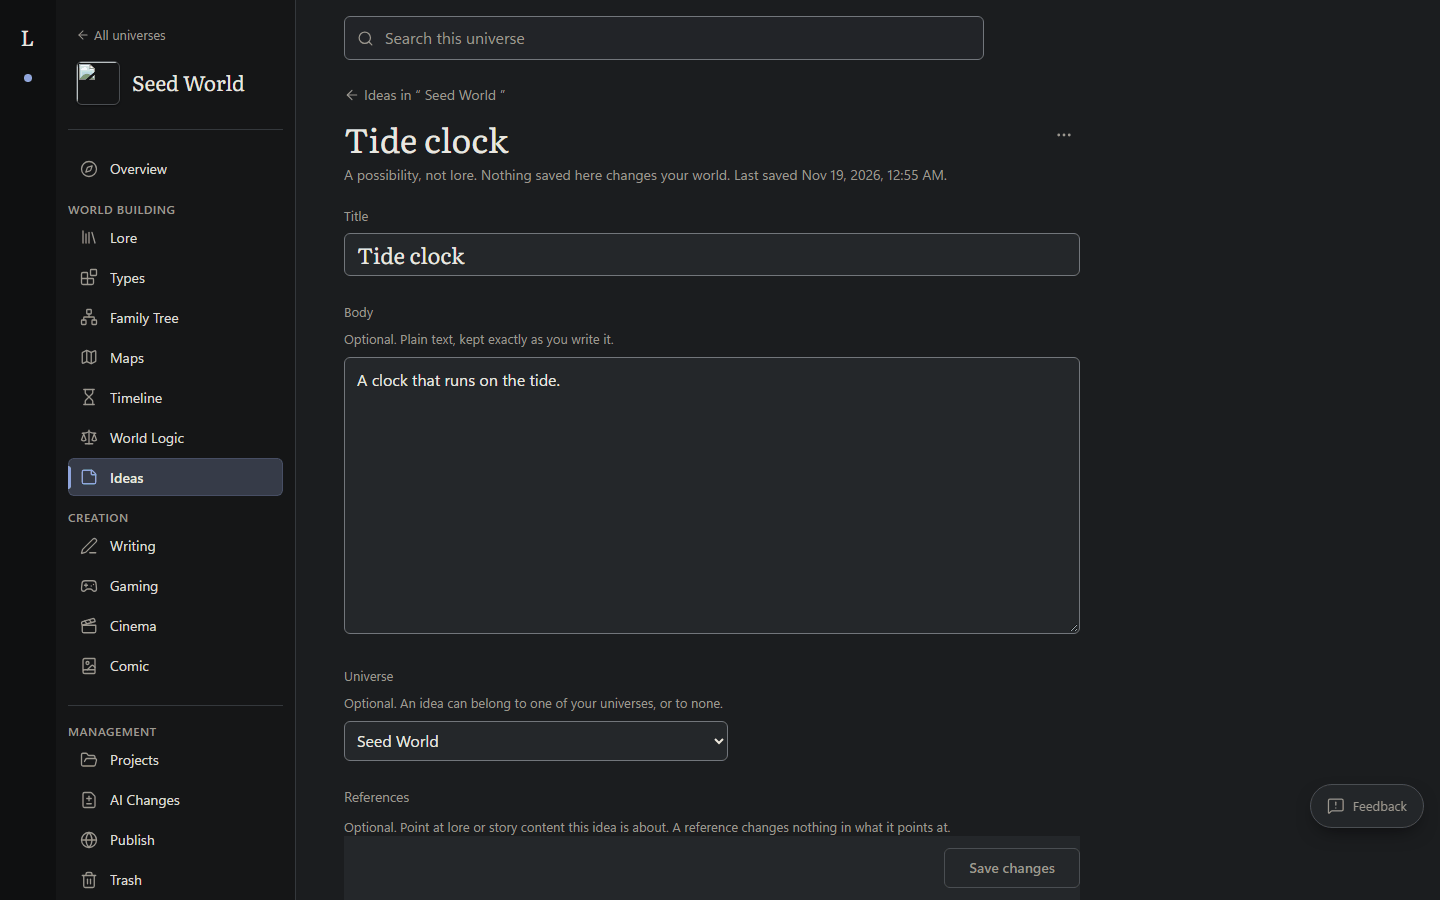 L
All universes
Seed World
Overview
WORLD BUILDING
Lore
Types
Family Tree
Maps
Timeline
World Logic
Ideas
CREATION
Writing
Gaming
Cinema
Comic
MANAGEMENT
Projects
AI Changes
Publish
Trash
Search this universe
Ideas in “ Seed World ”
Tide clock
A possibility, not lore. Nothing saved here changes your world. Last saved Nov 19, 2026, 12:55 AM.
Title
Tide clock
Body
Optional. Plain text, kept exactly as you write it.
A clock that runs on the tide.
Universe
Optional. An idea can belong to one of your universes, or to none.
Seed World
References
Optional. Point at lore or story content this idea is about. A reference changes nothing in what it points at.
Save changes
Feedback